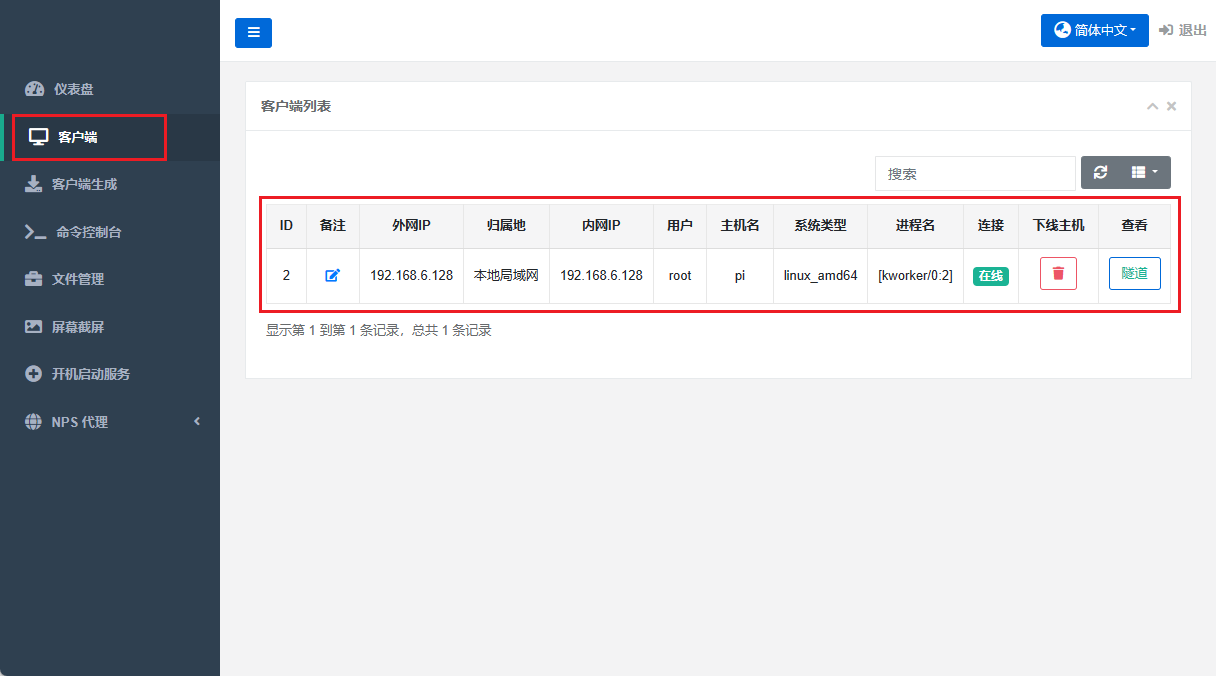 简体中文
退出
仪表盘
客户端
客户端生成
命令控制台
文件管理
屏幕截屏
开机启动服务
NPS 代理
客户端列表
搜索
ID 备注 外网IP 归属地 内网IP 用户 主机名 系统类型 进程名 连接 下线主机 查看
2 192.168.6.128 本地局域网 192.168.6.128 root pi linux_amd64 [kworker/0:2] 在线 隧道
显示第 1 到第 1 条记录，总共 1 条记录